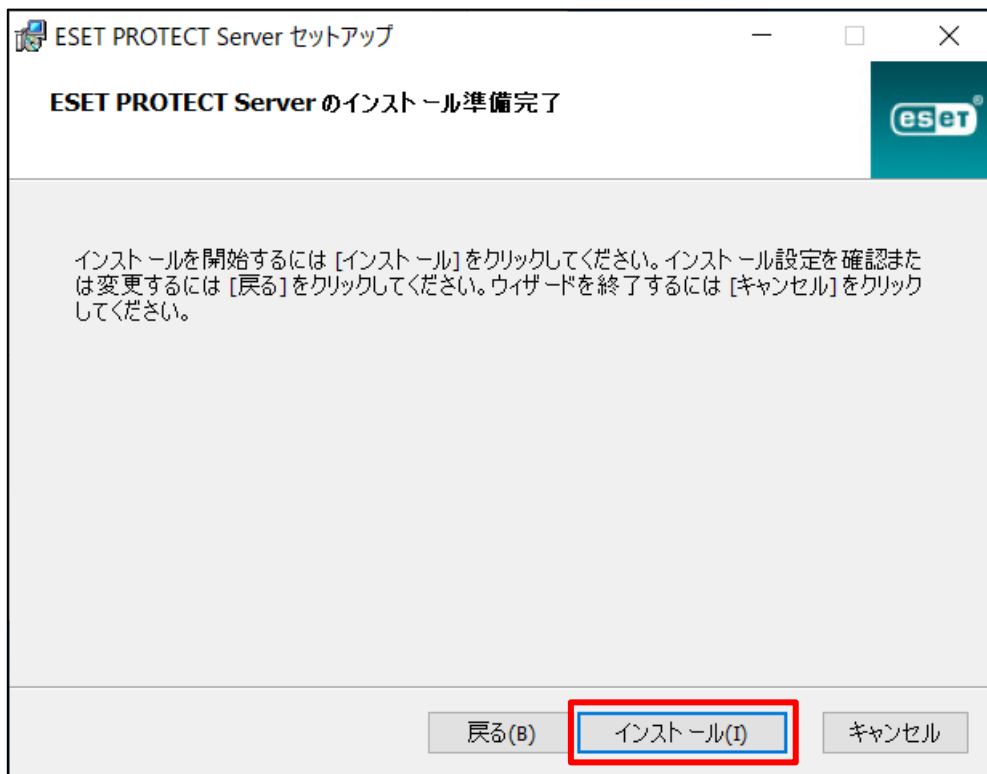 ESET PROTECT Server セットアップ
ESET PROTECT Server のインストール準備完了
eseT®
インストールを開始するには [インストール] をクリックしてください。インストール設定を確認また
は変更するには [戻る] をクリックしてください。ウィザードを終了するには [キャンセル] をクリック
してください。
戻る(B)
インストール(I)
キャンセル